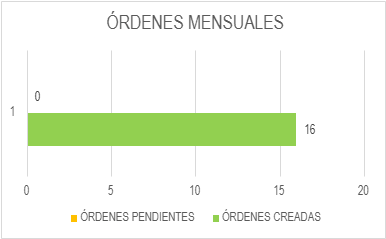 ÓRDENES MENSUALES
0
1
16
0 5 10 15 20
ÓRDENES PENDIENTES ÓRDENES CREADAS